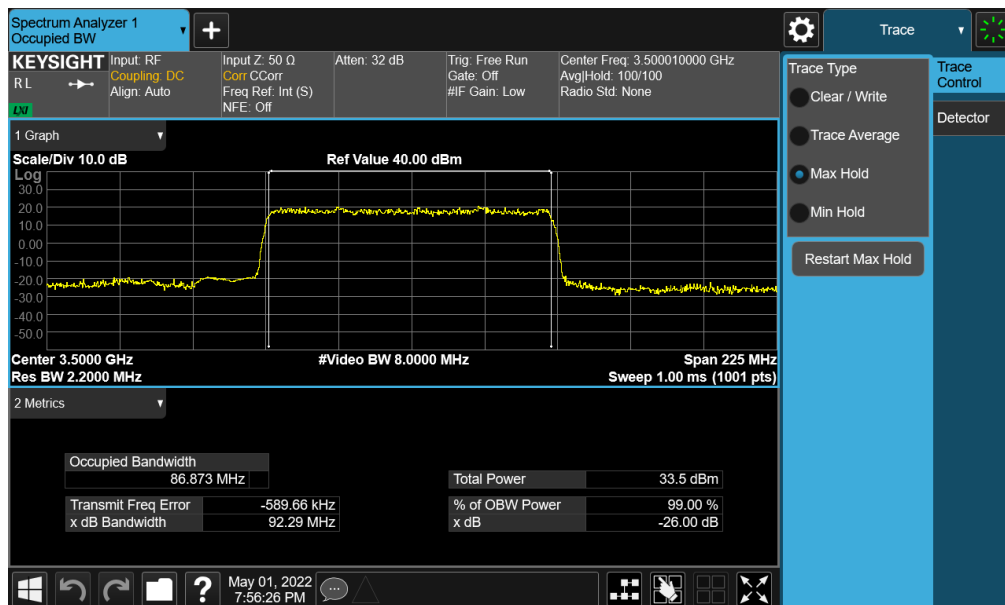 Spectrum Analyzer 1
Occupied BW
+
Trace
KEYSIGHT
R L
LXI
Input: RF
Coupling: DC
Align: Auto
Input Z: 50 Ω
Corr CCorr
Freq Ref: Int (S)
NFE: Off
Atten: 32 dB
Trig: Free Run
Gate: Off
#IF Gain: Low
Center Freq: 3.500010000 GHz
Avg|Hold: 100/100
Radio Std: None
Trace Type
Clear / Write
Trace Average
Max Hold
Min Hold
Restart Max Hold
Trace
Control
Detector
1 Graph
Scale/Div 10.0 dB
Ref Value 40.00 dBm
Log
30.0
20.0
10.0
0.00
-10.0
-20.0
-30.0
-40.0
-50.0
Center 3.5000 GHz
#Video BW 8.0000 MHz
Span 225 MHz
Res BW 2.2000 MHz
Sweep 1.00 ms (1001 pts)
2 Metrics
Occupied Bandwidth
86.873 MHz
Total Power 33.5 dBm
Transmit Freq Error -589.66 kHz
% of OBW Power 99.00 %
x dB Bandwidth 92.29 MHz
x dB -26.00 dB
?
May 01, 2022
7:56:26 PM